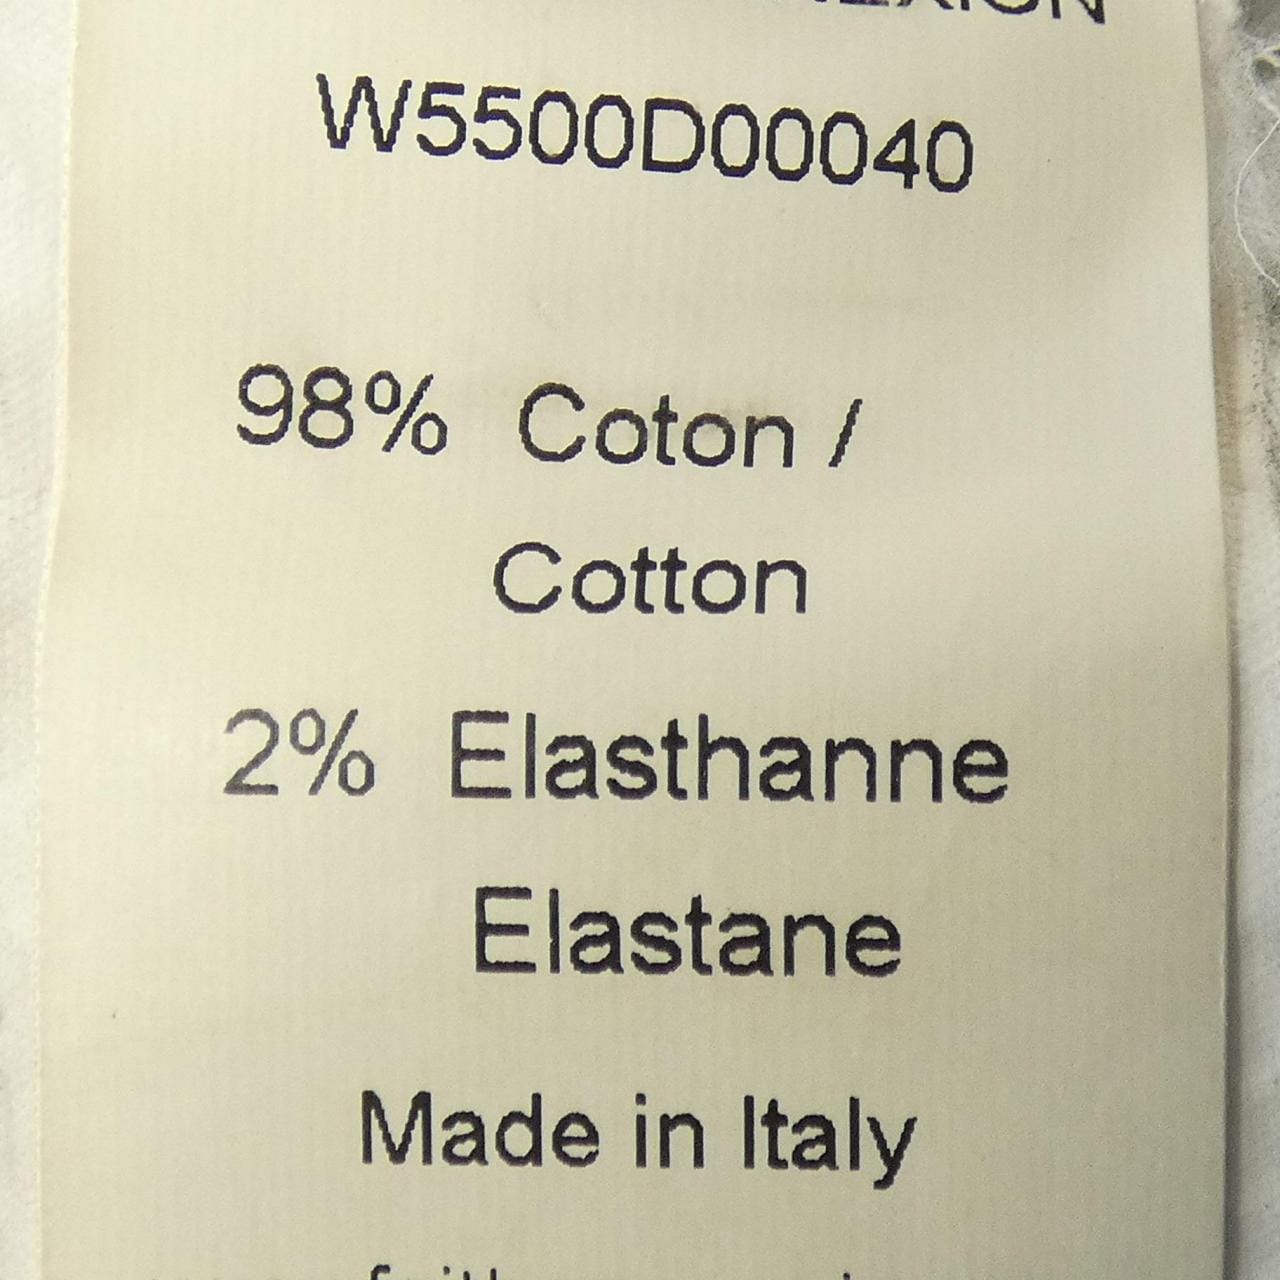 W5500D00040
98% Coton /
Cotton
2% Elasthanne
Elastane
Made in Italy